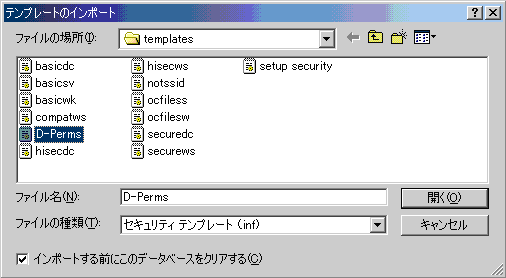 テンプレートのインポート
ファイルの場所(I):
templates
basicdc
basicsv
basicwk
compatws
D-Perms
hisecdc
hisecws
notssid
ocfiless
ocfilesw
securedc
securews
setup security
ファイル名(N):
D-Perms
開く(O)
ファイルの種類(T):
セキュリティ テンプレート (inf)
キャンセル
インポートする前にこのデータベースをクリアする(C)